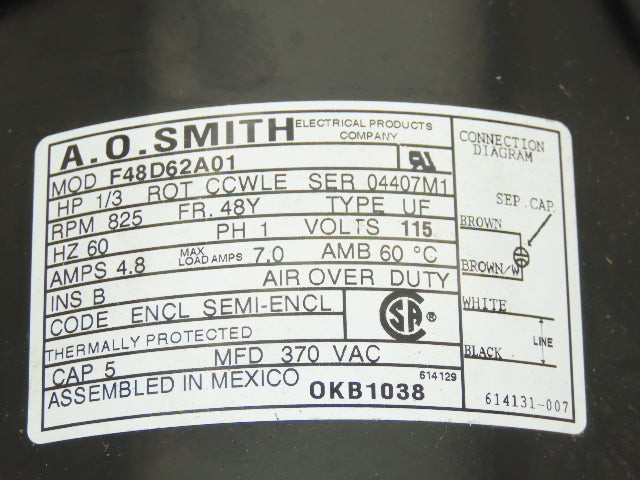 A.O.SMITH ELECTRICAL PRODUCTS COMPANY
MOD F48D62A01
HP 1/3 ROT CCWLE SER 04407M1
RPM 825 FR. 48Y TYPE UF
HZ 60 PH 1 VOLTS 115
AMPS 4.8 MAX LOAD AMPS 7.0 AMB 60 °C
INS B AIR OVER DUTY
CODE ENCL SEMI-ENCL
THERMALLY PROTECTED
CAP 5 MFD 370 VAC
614129
ASSEMBLED IN MEXICO OKB1038
SA ®
CONNECTION
DIAGRAM
SEP.CAP.
BROWN
BROWN/W
WHITE
LINE
BLACK
614131-007